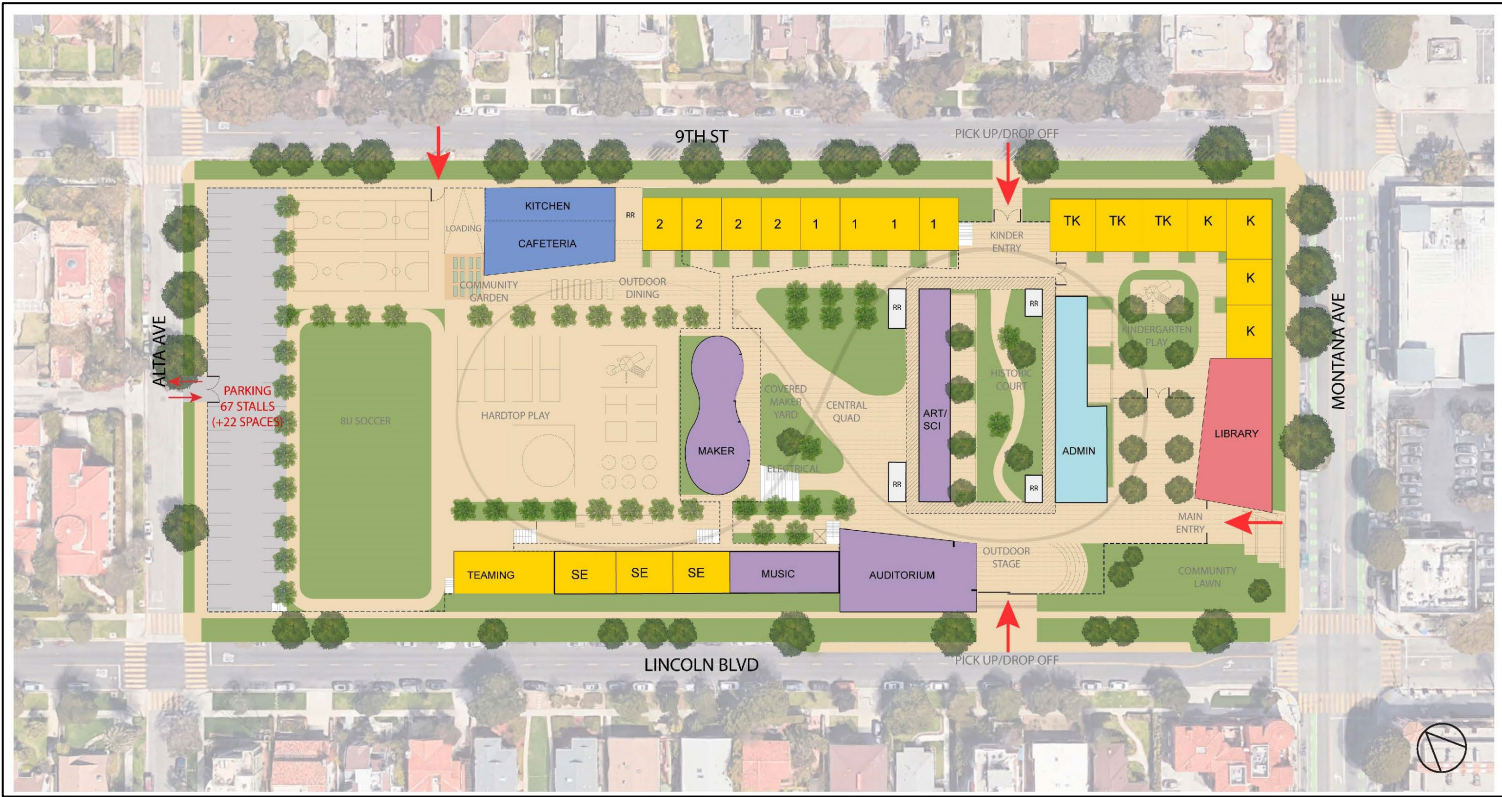 9TH ST
PICK UP/DROP OFF
KITCHEN
CAFETERIA
LOADING
RR
2
2
2
2
1
1
1
1
KINDER
ENTRY
TK
TK
TK
K
K
K
K
COMMUNITY
GARDEN
OUTDOOR
DINING
RR
RR
KINDERGARTEN
PLAY
ALTA AVE
MONTANA AVE
PARKING
67 STALLS
(+22 SPACES)
8U SOCCER
HARDTOP PLAY
MAKER
COVERED
MAKER
YARD
CENTRAL
QUAD
ELECTRICAL
ART/
SCI
HISTORIC
COURT
ADMIN
LIBRARY
RR
RR
MAIN
ENTRY
TEAMING
SE
SE
SE
MUSIC
AUDITORIUM
OUTDOOR
STAGE
COMMUNITY
LAWN
LINCOLN BLVD
PICK UP/DROP OFF